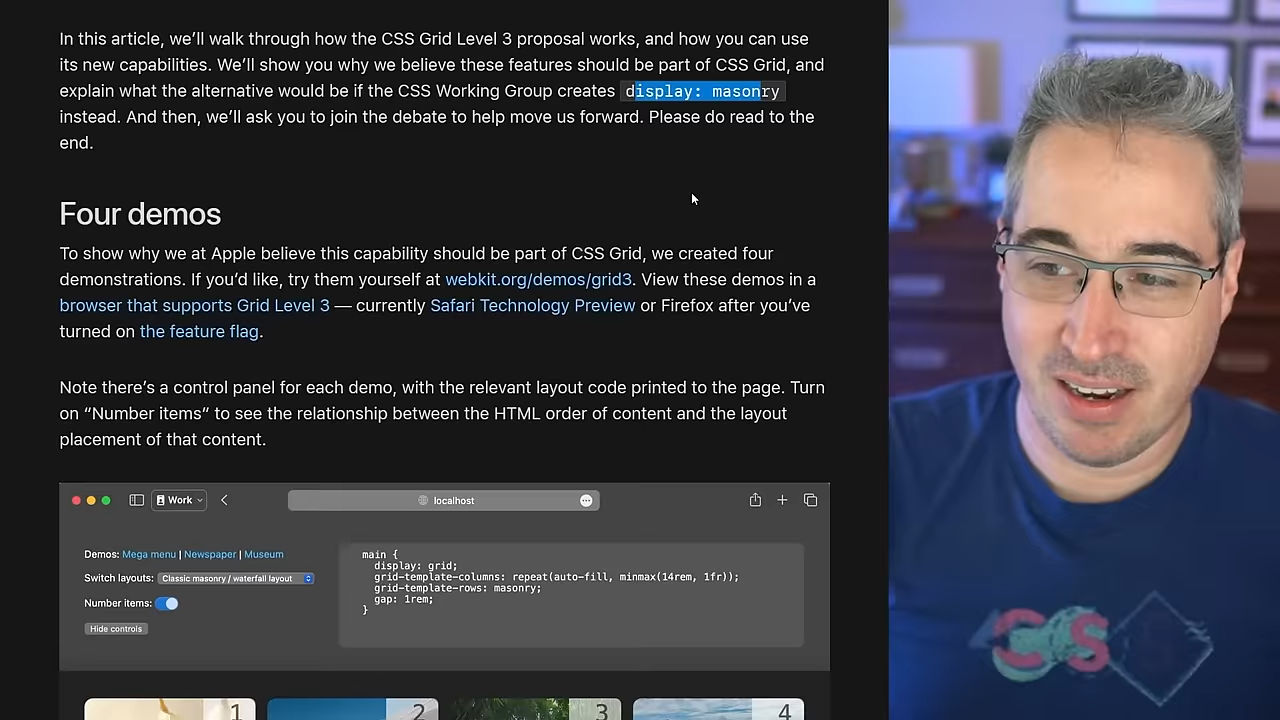 In this article, we'll walk through how the CSS Grid Level 3 proposal works, and how you can use
its new capabilities. We'll show you why we believe these features should be part of CSS Grid, and
explain what the alternative would be if the CSS Working Group creates display: masonry
instead. And then, we'll ask you to join the debate to help move us forward. Please do read to the
end.
Four demos
To show why we at Apple believe this capability should be part of CSS Grid, we created four
demonstrations. If you'd like, try them yourself at webkit.org/demos/grid3. View these demos in a
browser that supports Grid Level 3 — currently Safari Technology Preview or Firefox after you've
turned on the feature flag.
Note there's a control panel for each demo, with the relevant layout code printed to the page. Turn
on “Number items” to see the relationship between the HTML order of content and the layout
placement of that content.
Work
localhost
Demos: Mega menu | Newspaper | Museum
Switch layouts: Classic masonry / waterfall layout
Number items:
Hide controls
main {
display: grid;
grid-template-columns: repeat(auto-fill, minmax(14rem, 1fr));
grid-template-rows: masonry;
gap: 1rem;
}
1
2
3
4
CSS